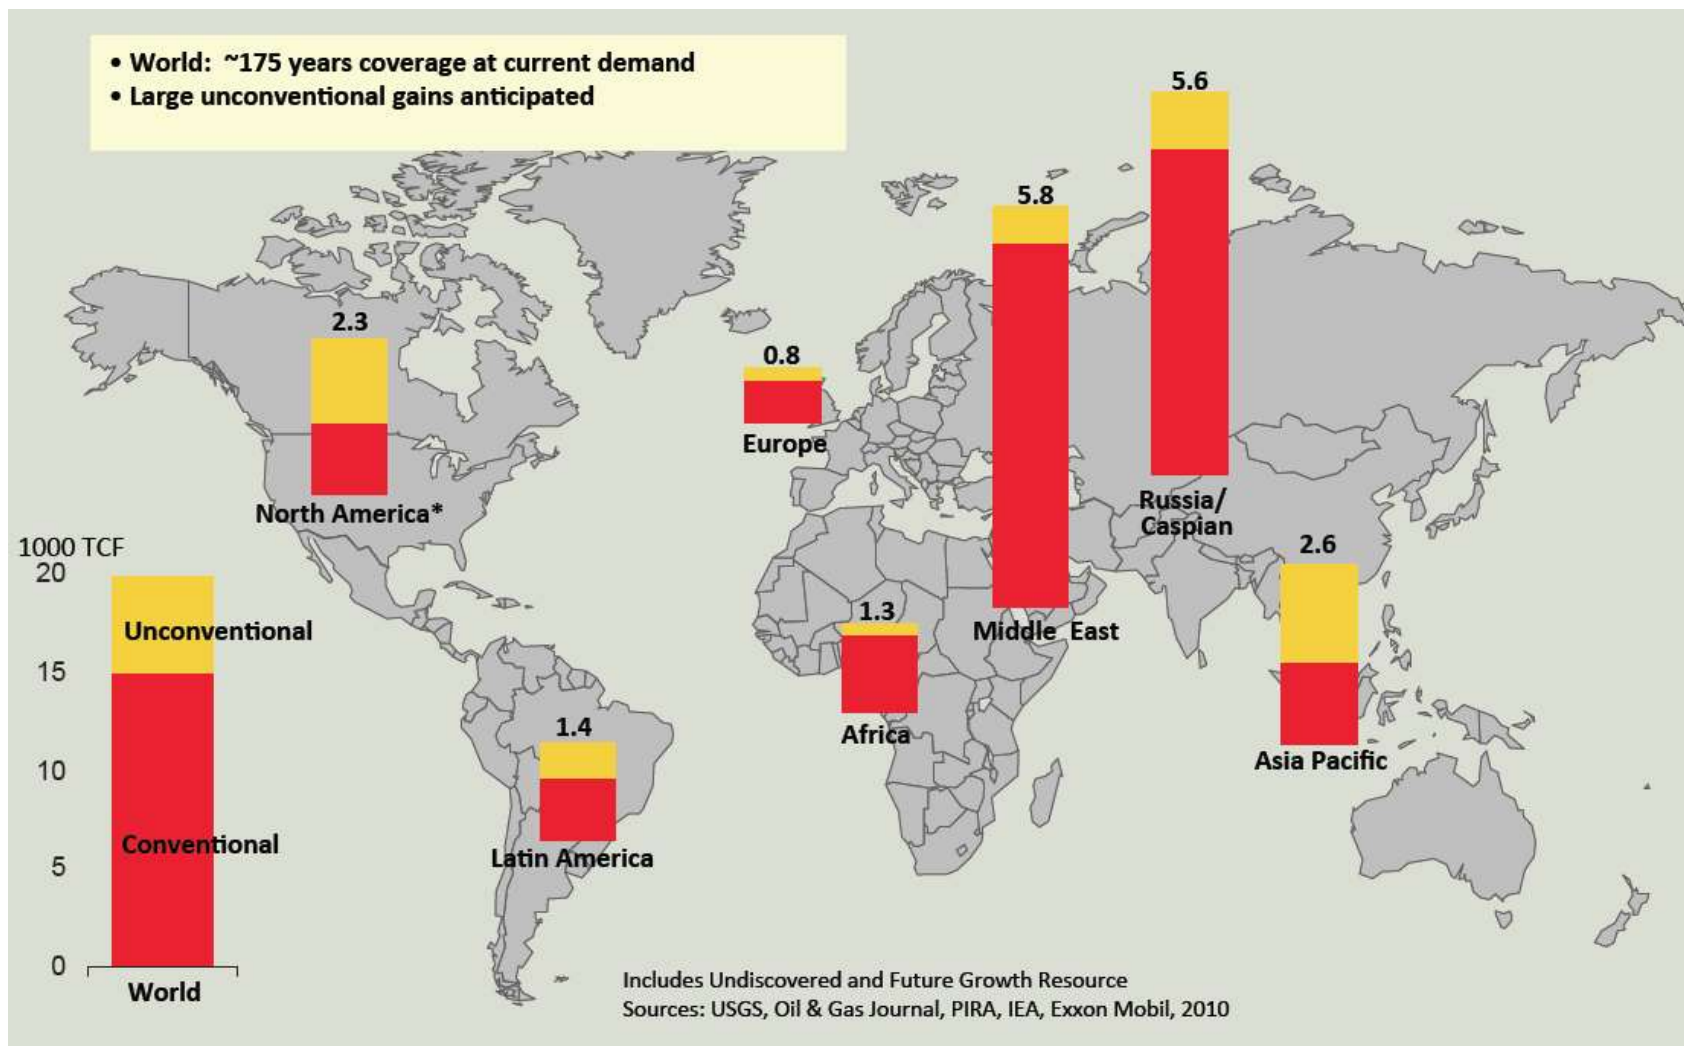 • World:  ~175 years coverage at current demand
• Large unconventional gains anticipated
5.6
5.8
2.3
0.8
Europe
North America*
Russia/
Caspian
1000 TCF
20
Unconventional
15
10
Conventional
5
0
World
2.6
1.3
Middle  East
Africa
Asia Pacific
1.4
Latin America
Includes Undiscovered and Future Growth Resource
Sources: USGS, Oil & Gas Journal, PIRA, IEA, Exxon Mobil, 2010